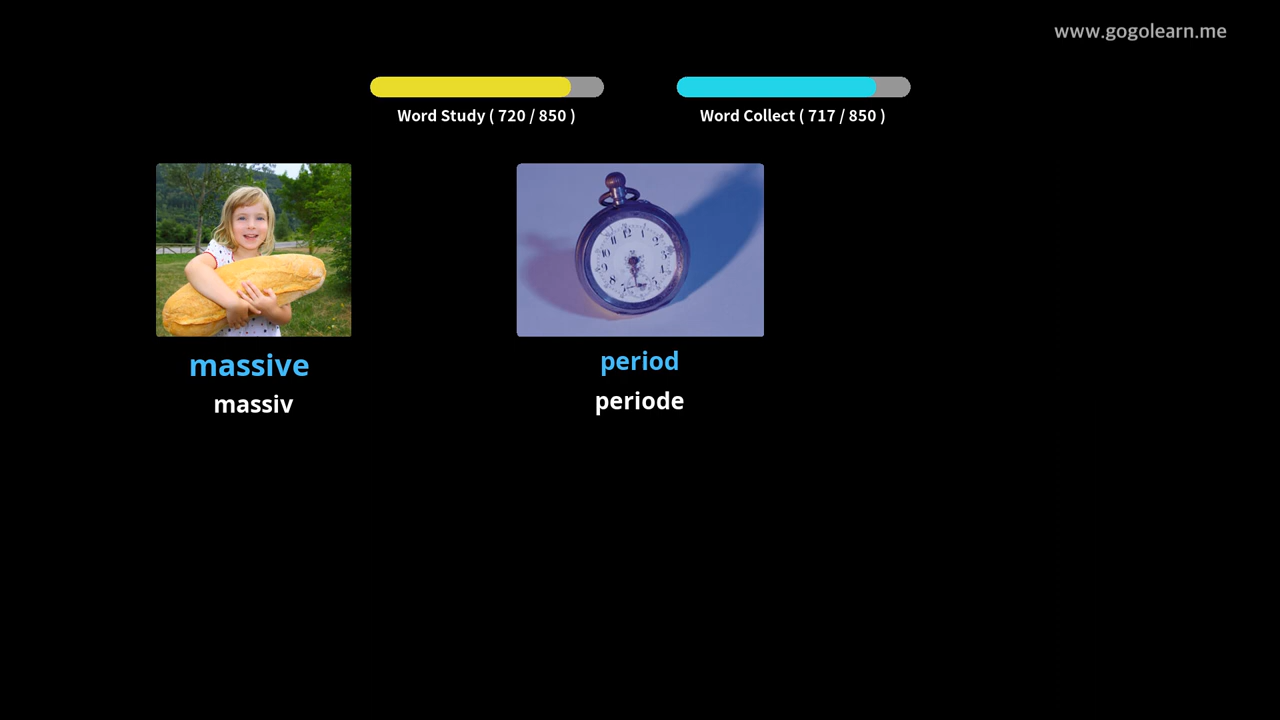 www.gogolearn.me
Word Study ( 720 / 850 )
Word Collect ( 717 / 850 )
massive
massiv
period
periode